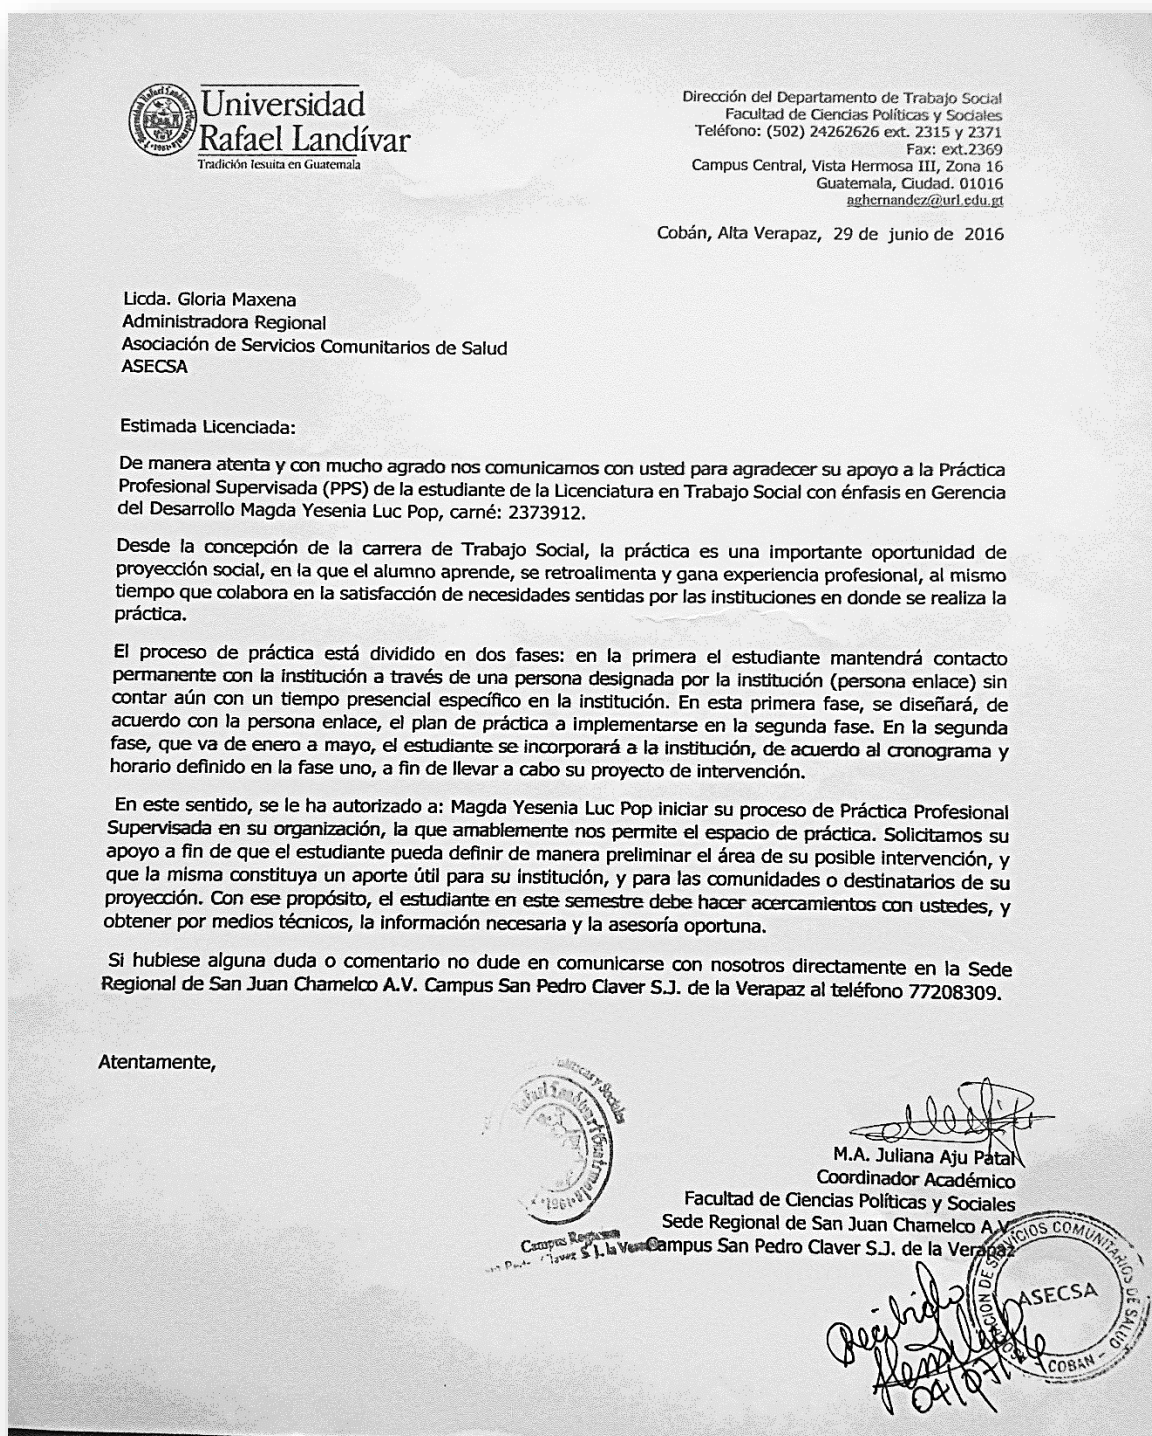 Universidad
Rafael Landívar
Tradición Jesuita en Guatemala
Dirección del Departamento de Trabajo Social
Facultad de Ciencias Políticas y Sociales
Teléfono: (502) 24262626 ext. 2315 y 2371
Fax: ext.2369
Campus Central, Vista Hermosa III, Zona 16
Guatemala, Ciudad. 01016
aghernandez@url.edu.gt
Cobán, Alta Verapaz, 29 de junio de 2016
Licda. Gloria Maxena
Administradora Regional
Asociación de Servicios Comunitarios de Salud
ASECSA
Estimada Licenciada:
De manera atenta y con mucho agrado nos comunicamos con usted para agradecer su apoyo a la Práctica
Profesional Supervisada (PPS) de la estudiante de la Licenciatura en Trabajo Social con énfasis en Gerencia
del Desarrollo Magda Yesenia Luc Pop, carné: 2373912.
Desde la concepción de la carrera de Trabajo Social, la práctica es una importante oportunidad de
proyección social, en la que el alumno aprende, se retroalimenta y gana experiencia profesional, al mismo
tiempo que colabora en la satisfacción de necesidades sentidas por las instituciones en donde se realiza la
práctica.
El proceso de práctica está dividido en dos fases: en la primera el estudiante mantendrá contacto
permanente con la institución a través de una persona designada por la institución (persona enlace) sin
contar aún con un tiempo presencial específico en la institución. En esta primera fase, se diseñará, de
acuerdo con la persona enlace, el plan de práctica a implementarse en la segunda fase. En la segunda
fase, que va de enero a mayo, el estudiante se incorporará a la institución, de acuerdo al cronograma y
horario definido en la fase uno, a fin de llevar a cabo su proyecto de intervención.
En este sentido, se le ha autorizado a: Magda Yesenia Luc Pop iniciar su proceso de Práctica Profesional
Supervisada en su organización, la que amablemente nos permite el espacio de práctica. Solicitamos su
apoyo a fin de que el estudiante pueda definir de manera preliminar el área de su posible intervención, y
que la misma constituya un aporte útil para su institución, y para las comunidades o destinatarios de su
proyección. Con ese propósito, el estudiante en este semestre debe hacer acercamientos con ustedes, y
obtener por medios técnicos, la información necesaria y la asesoría oportuna.
Si hubiese alguna duda o comentario no dude en comunicarse con nosotros directamente en la Sede
Regional de San Juan Chamelco A.V. Campus San Pedro Claver S.J. de la Verapaz al teléfono 77208309.
Atentamente,
M.A. Juliana Aju Patal
Coordinador Académico
Facultad de Ciencias Políticas y Sociales
Sede Regional de San Juan Chamelco A.V.
Campus San Pedro Claver S.J. de la Verapaz
Rafael Landívar Guatemala
Campus Regional
S.J. la
SERVICIOS COMUNITARIOS DE SALUD
ASECSA
COBAN
Recibido
04/07/16